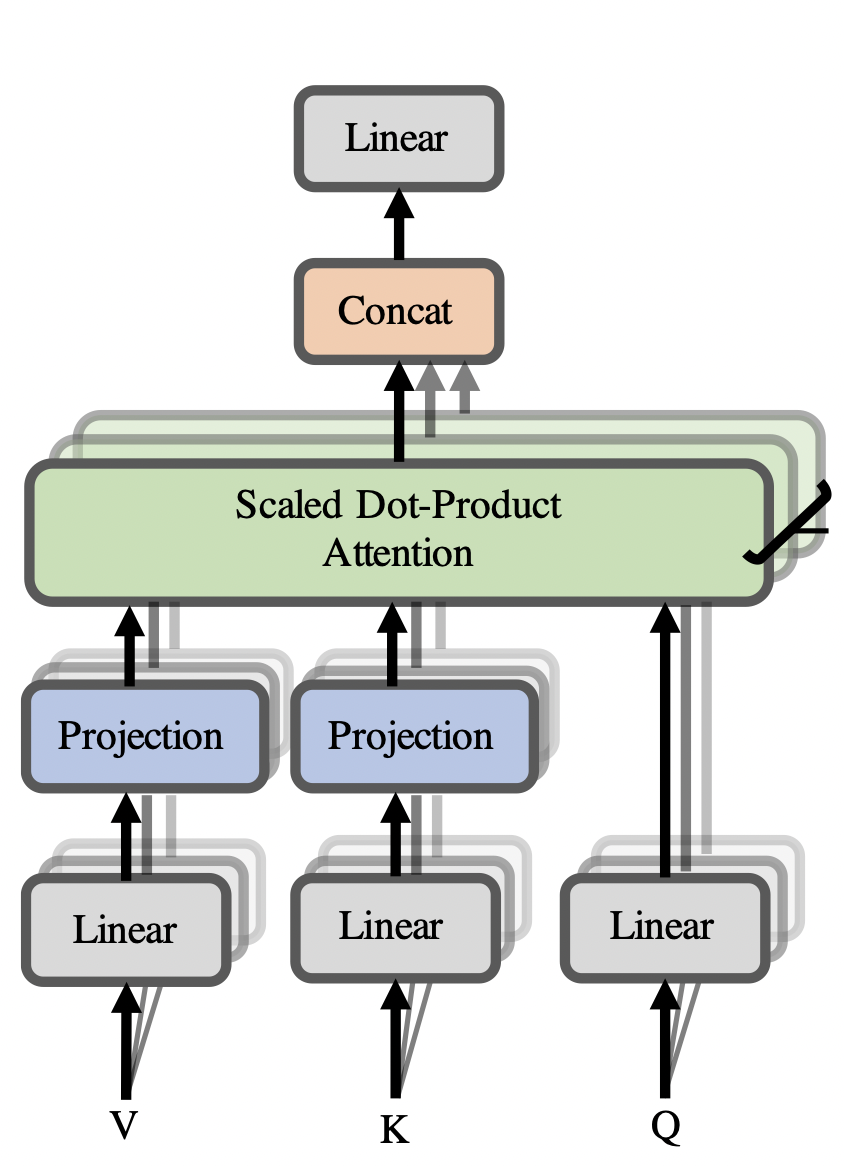 Linear
Concat
Scaled Dot-Product
Attention
Projection Projection
Linear Linear Linear
V K Q